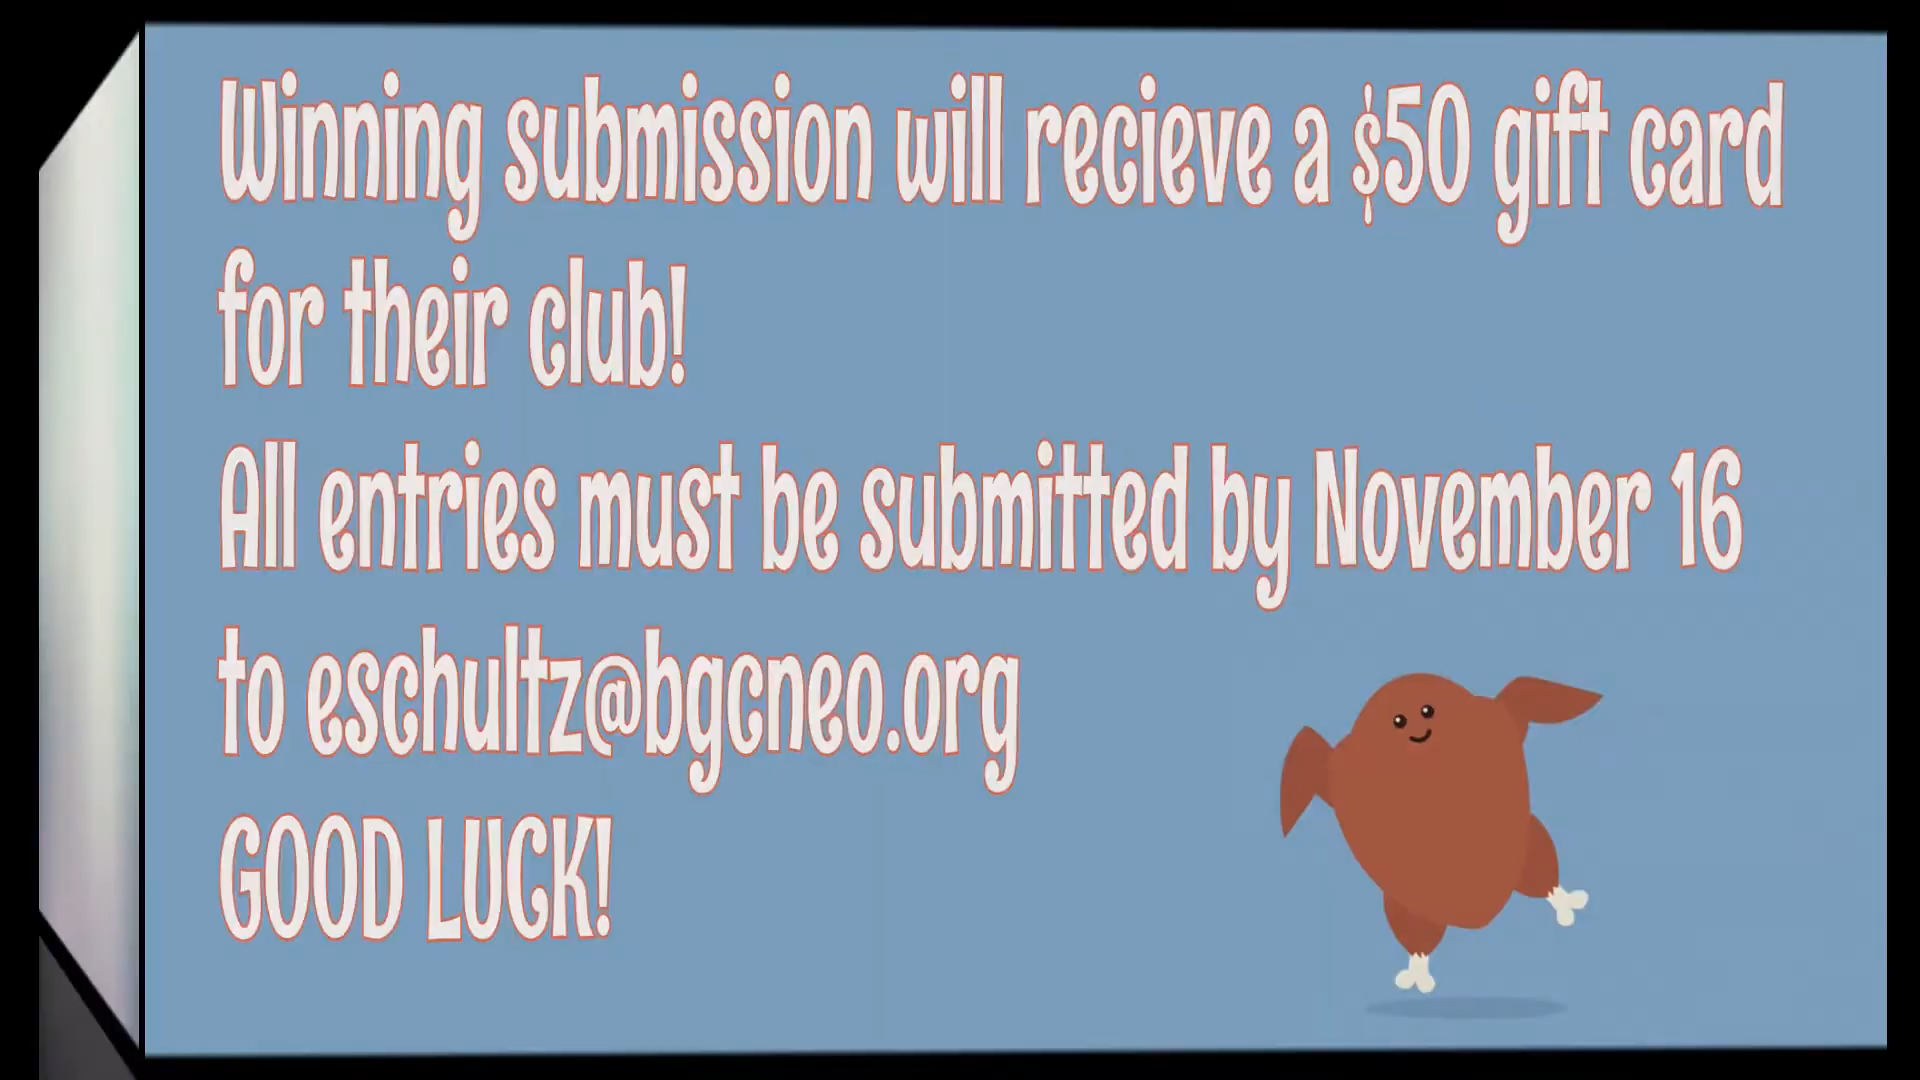 Winning submission will recieve a $50 gift card
for their club!
All entries must be submitted by November 16
to eschultz@bgcneo.org
GOOD LUCK!